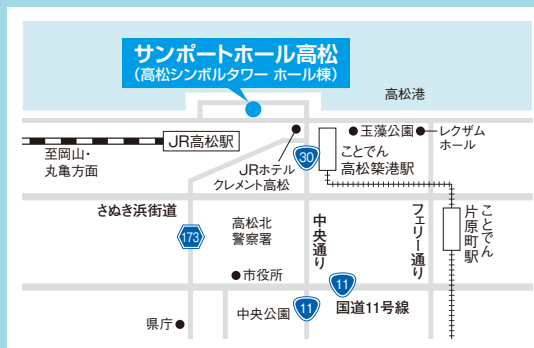 サンポートホール高松
(高松シンボルタワー ホール棟)
高松港
JR高松駅
至岡山・
丸亀方面
JRホテル
クレメント高松
30
ことでん
高松築港駅
玉藻公園
レクザム
ホール
さぬき浜街道
173
高松北
警察署
中央通り
フェリー通り
ことでん
片原町駅
市役所
11
国道11号線
県庁
中央公園
11